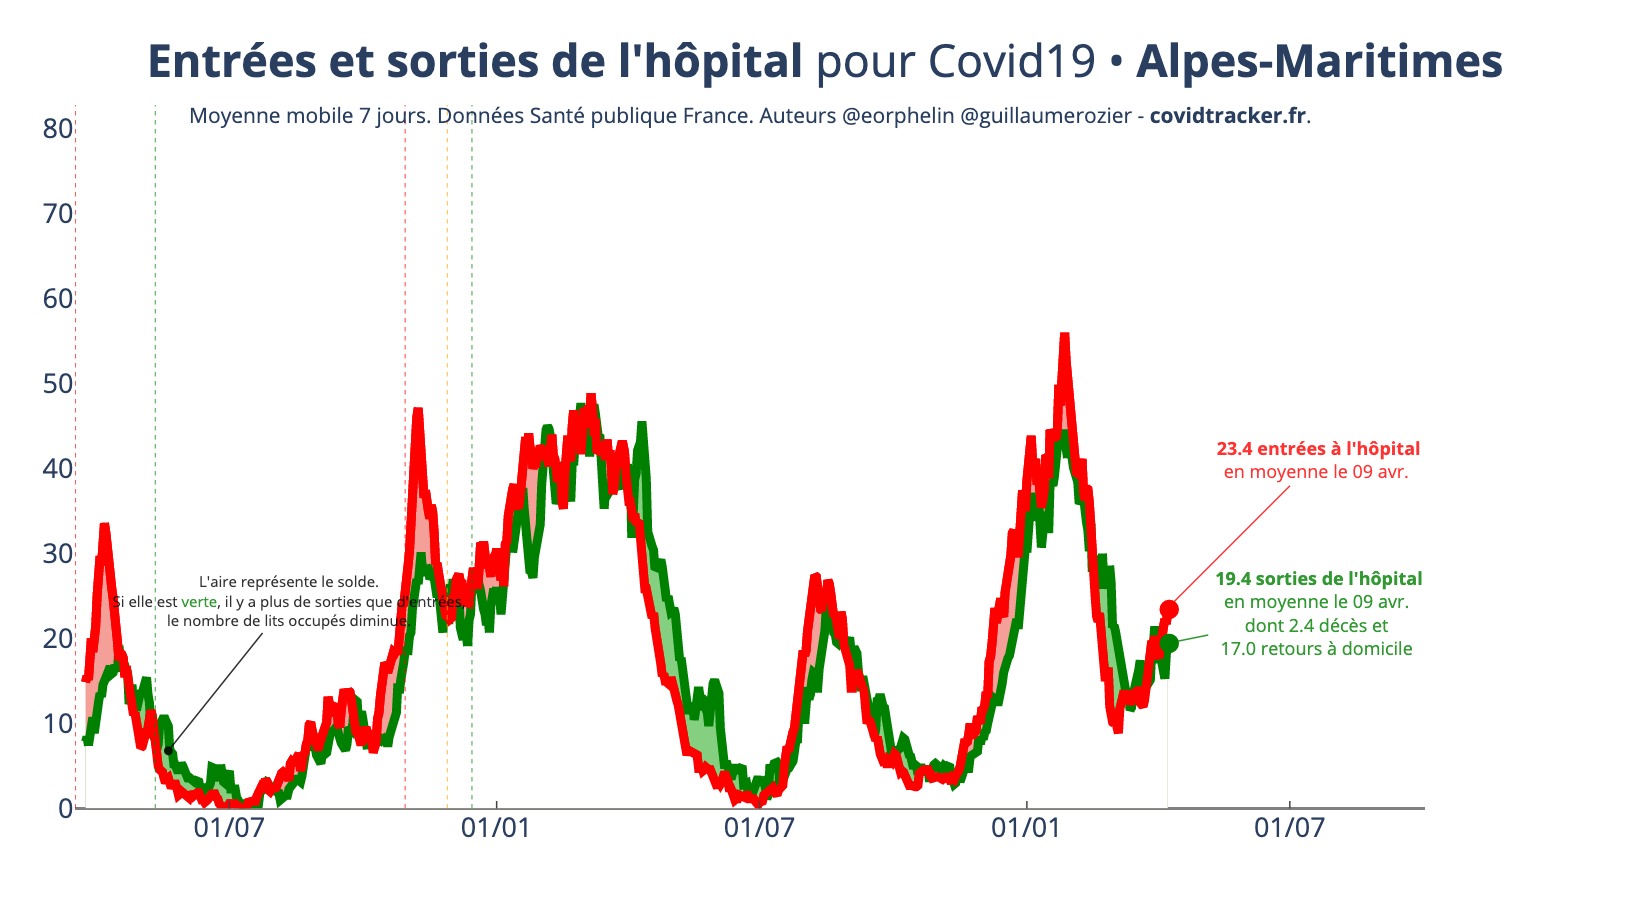 Entrées et sorties de l'hôpital pour Covid19 • Alpes-Maritimes
Moyenne mobile 7 jours. Données Santé publique France. Auteurs @eorphelin @guillaumerozier - covidtracker.fr.
80
70
60
50
40
30
20
10
0
L'aire représente le solde.
Si elle est verte, il y a plus de sorties que d'entrées,
le nombre de lits occupés diminue.
23.4 entrées à l'hôpital
en moyenne le 09 avr.
19.4 sorties de l'hôpital
en moyenne le 09 avr.
dont 2.4 décès et
17.0 retours à domicile
01/07
01/01
01/07
01/01
01/07